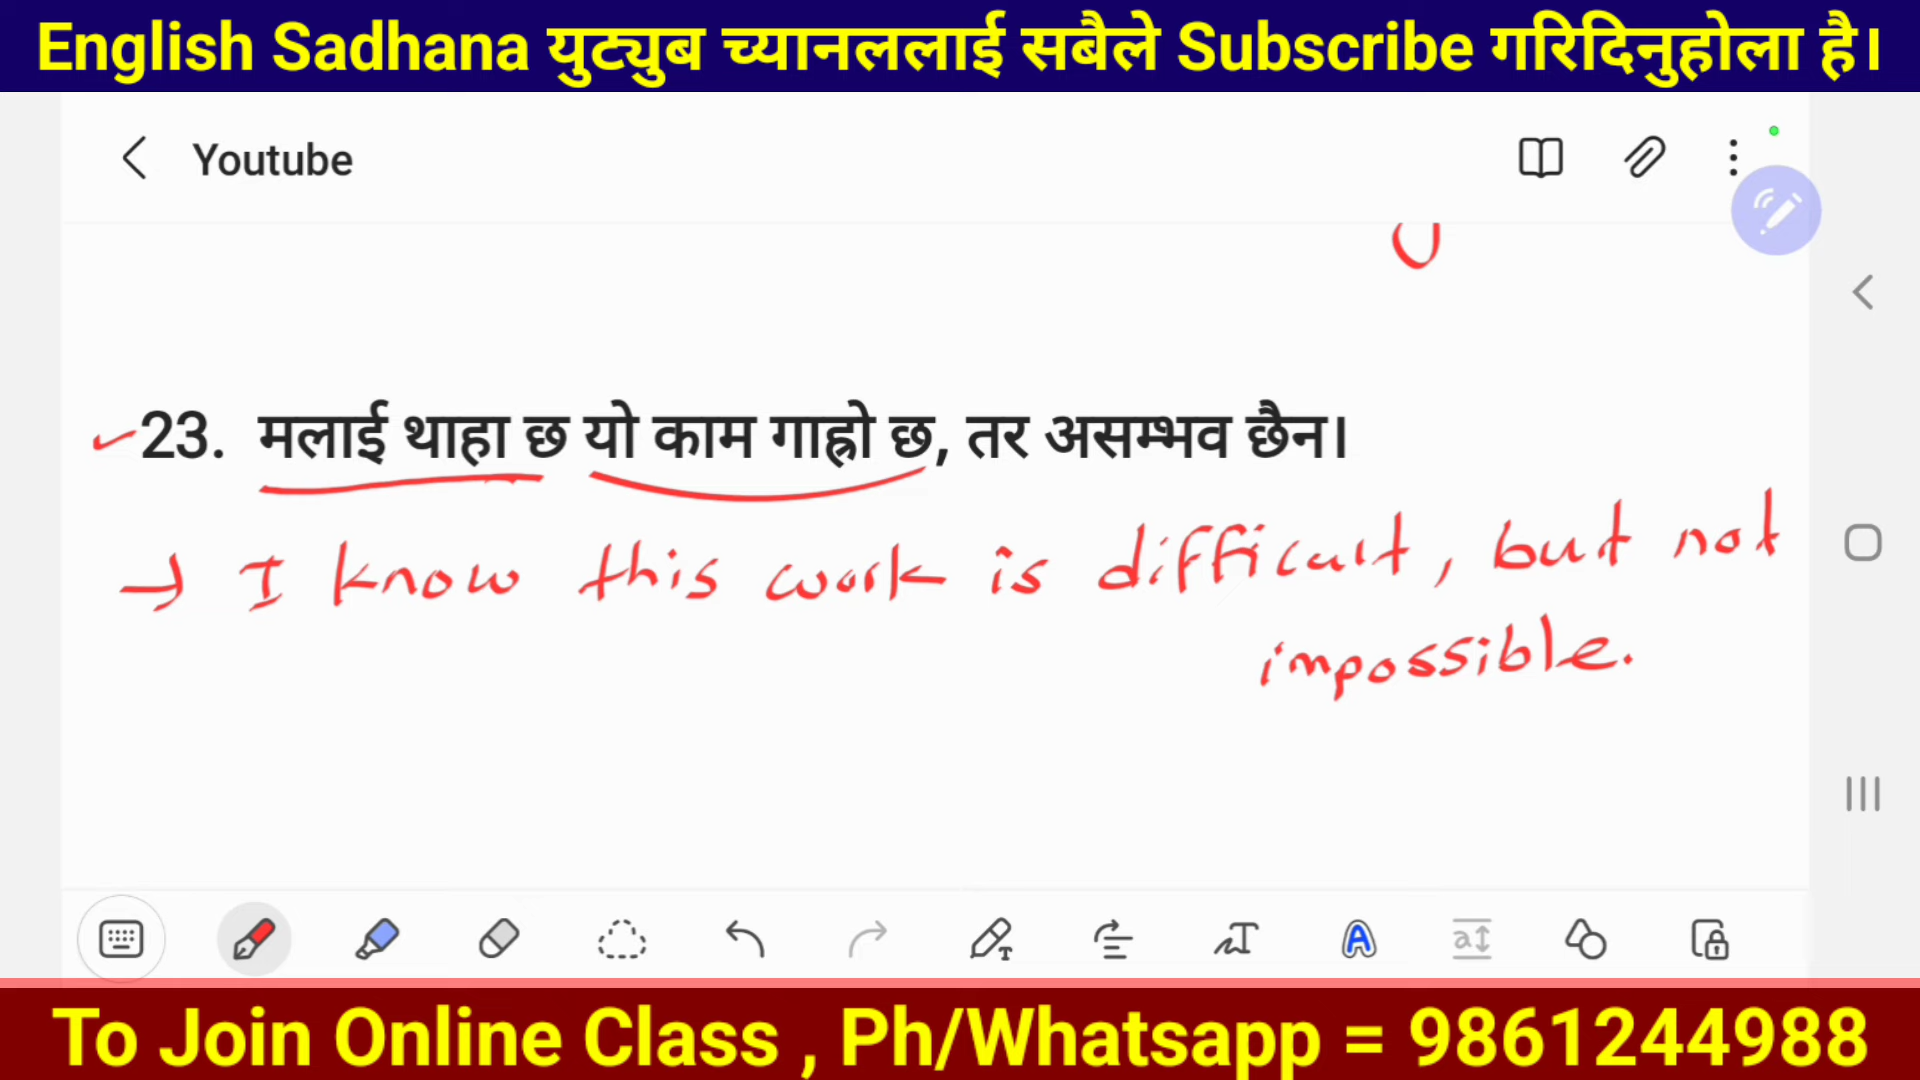 English Sadhana युट्युब च्यानललाई सबैले Subscribe गरिदिनुहोला है।
Youtube
23. मलाई थाहा छ यो काम गाह्रो छ, तर असम्भव छैन।
→ I know this work is difficult, but not
impossible.
To Join Online Class , Ph/Whatsapp = 9861244988